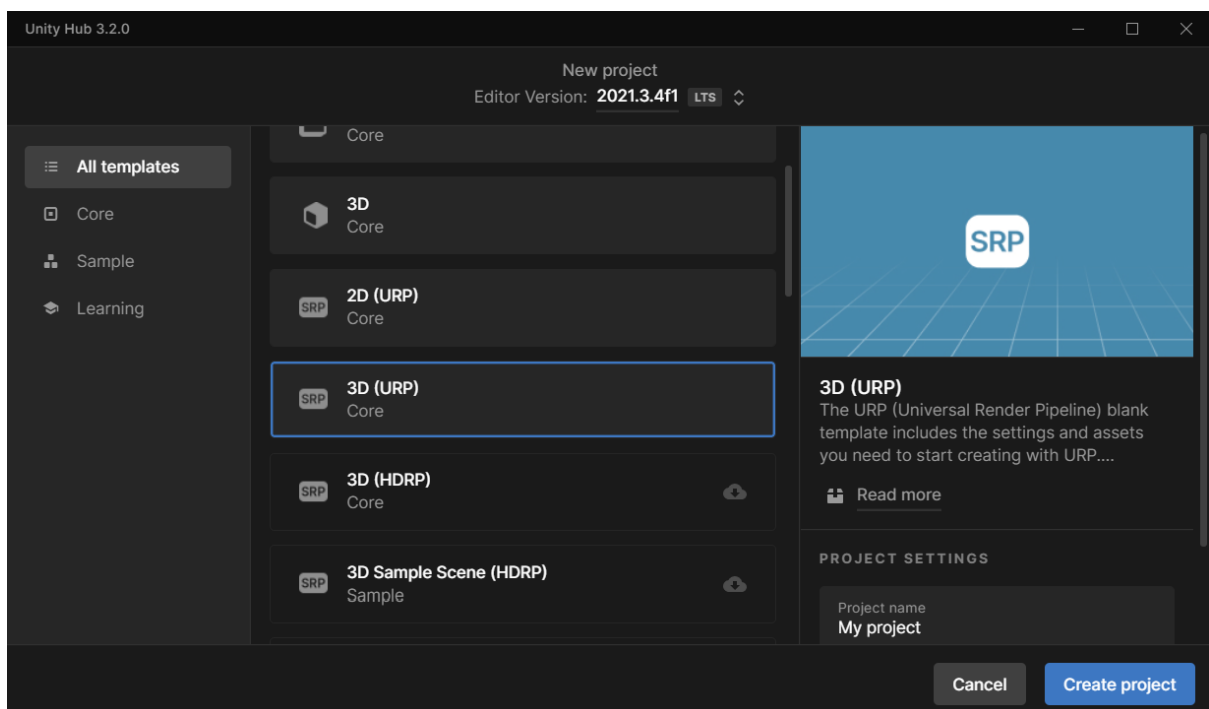 Unity Hub 3.2.0
New project
Editor Version: 2021.3.4f1 LTS
All templates
Core
Sample
Learning
Core
3D
Core
SRP
2D (URP)
Core
SRP
3D (URP)
Core
SRP
3D (HDRP)
Core
SRP
3D Sample Scene (HDRP)
Sample
SRP
3D (URP)
The URP (Universal Render Pipeline) blank
template includes the settings and assets
you need to start creating with URP....
Read more
PROJECT SETTINGS
Project name
My project
Cancel
Create project